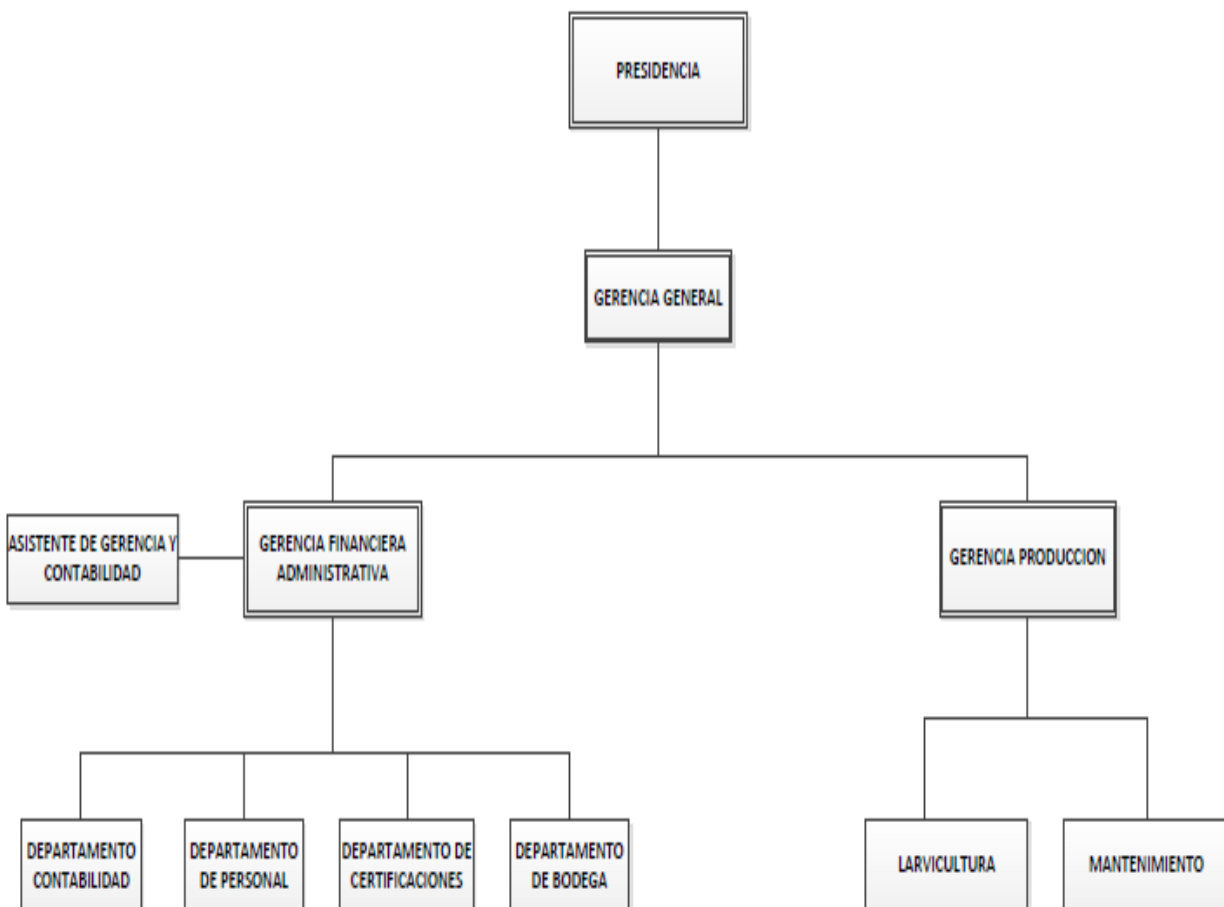 PRESIDENCIA
GERENCIA GENERAL
ASISTENTE DE GERENCIA Y
CONTABILIDAD
GERENCIA FINANCIERA
ADMINISTRATIVA
GERENCIA PRODUCCION
DEPARTAMENTO
CONTABILIDAD
DEPARTAMENTO
DE PERSONAL
DEPARTAMENTO DE
CERTIFICACIONES
DEPARTAMENTO
DE BODEGA
LARVICULTURA
MANTENIMIENTO